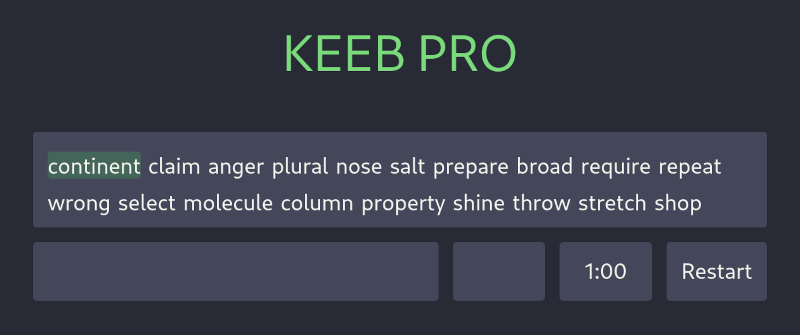 KEEB PRO
continent claim anger plural nose salt prepare broad require repeat
wrong select molecule column property shine throw stretch shop
1:00
Restart